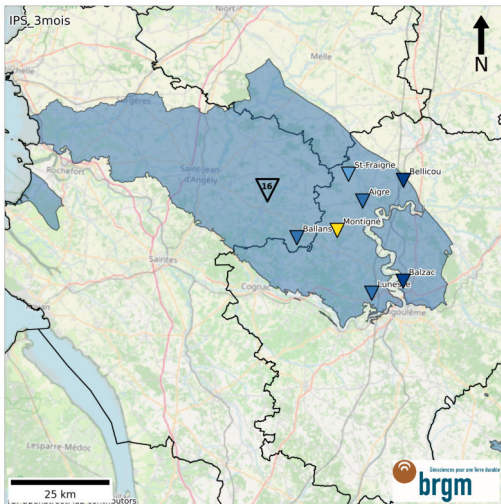 IPS_3mois
Niort
Melle
N
Rochelle
Rochefort
Saint-Jean-
d'Angély
16
St-Fraigne
Bellicou
Aigre
Ballans
Montigné
Saintes
Cognac
Balzac
Angoulême
Lesparre-Médoc
25 km
Géosciences pour une Terre durable
brgm